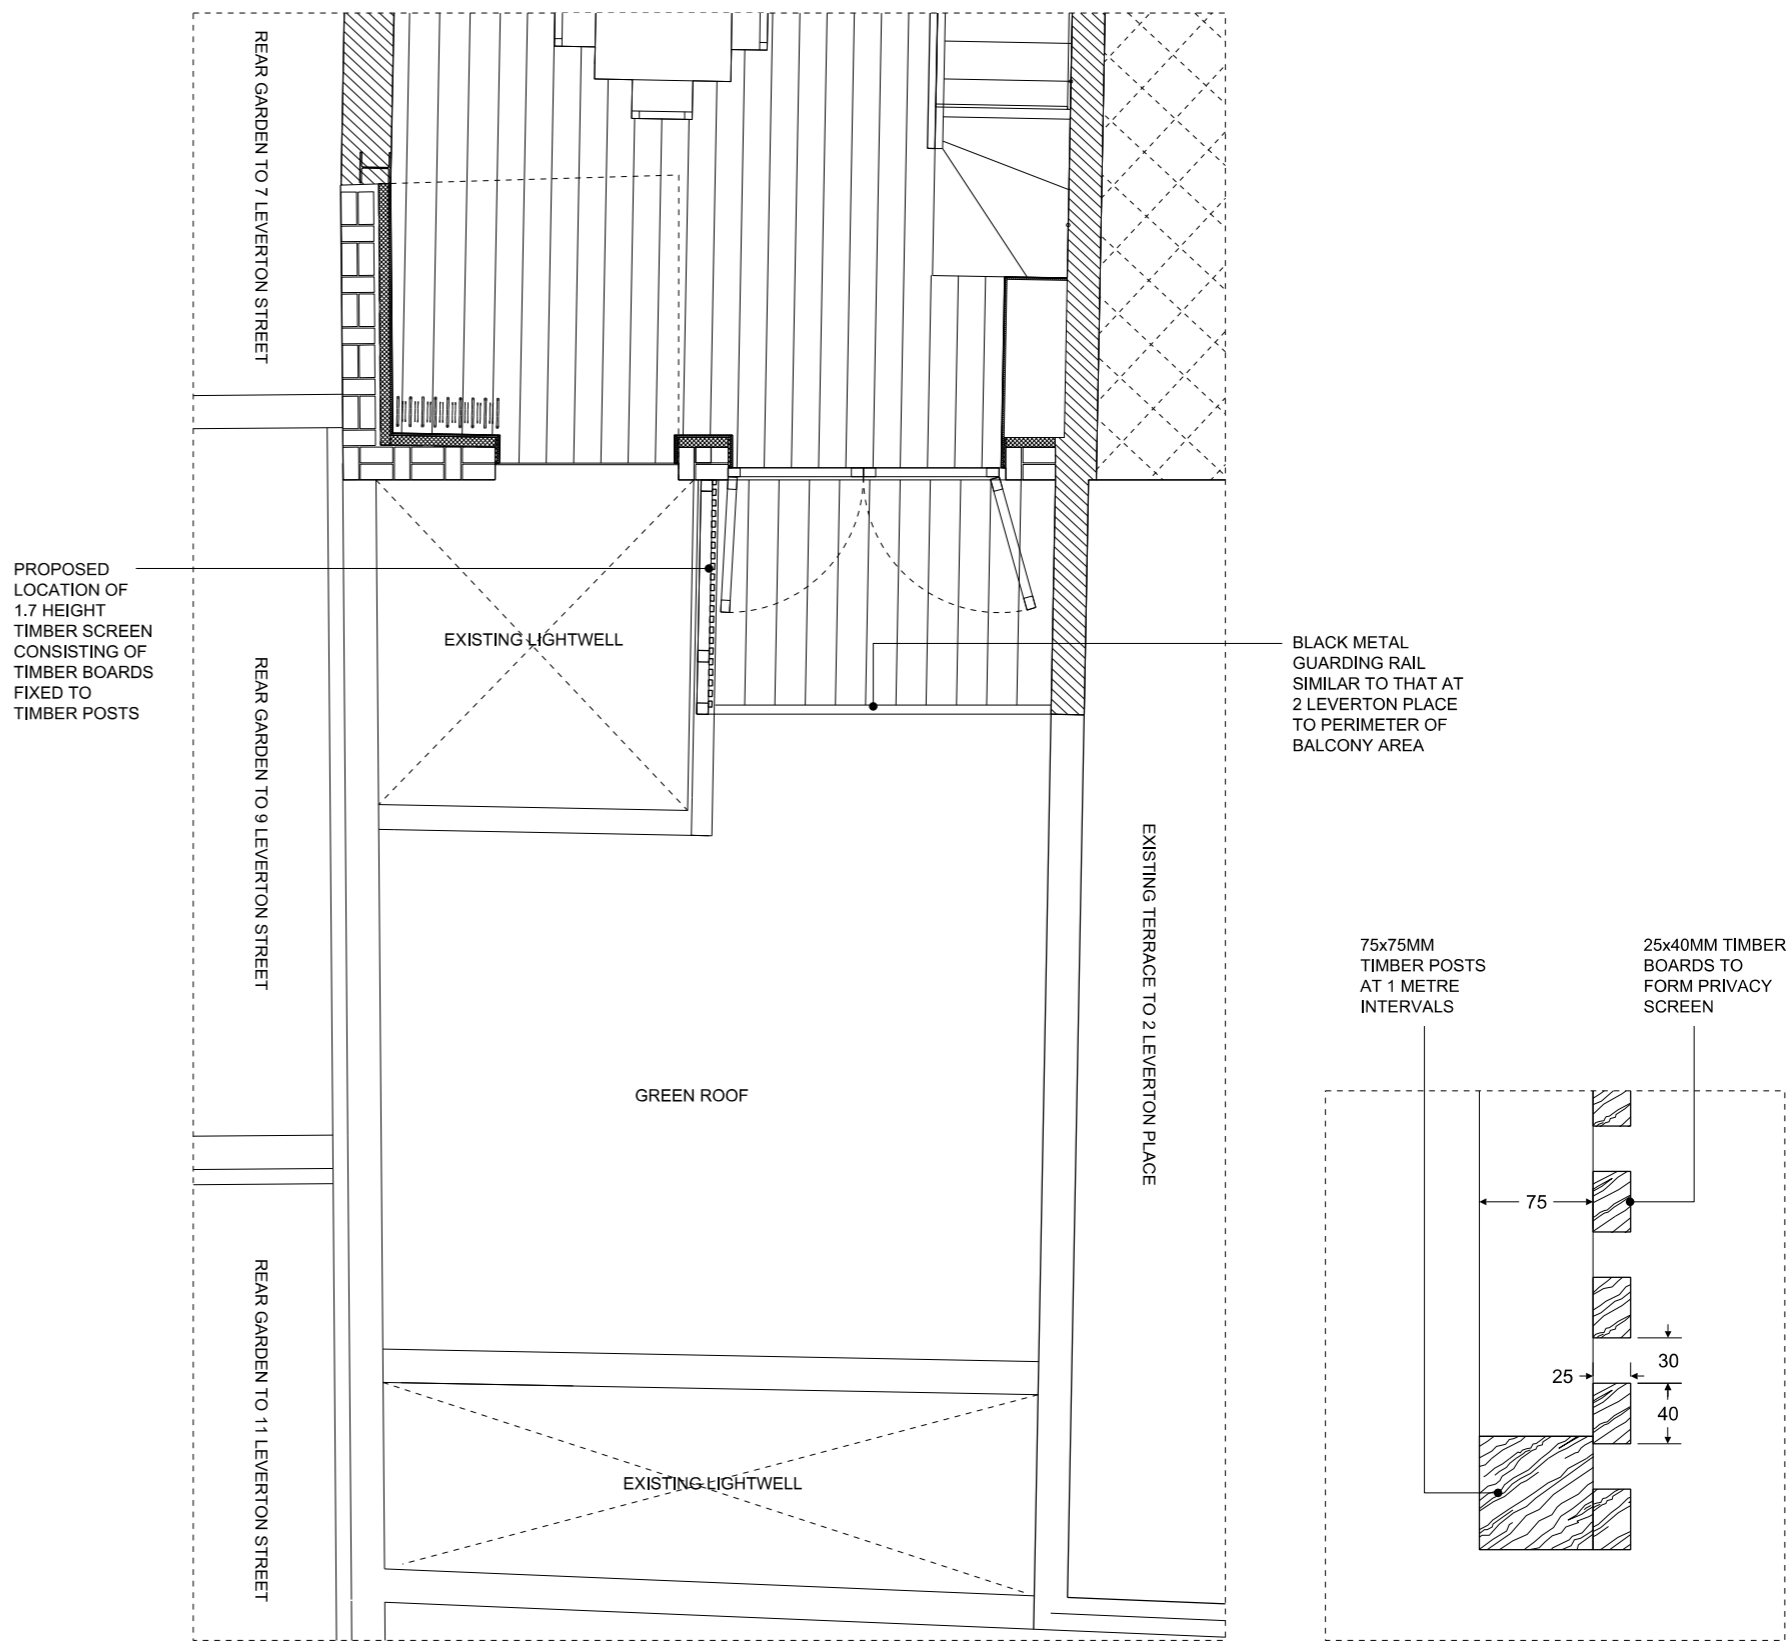 REAR GARDEN TO 7 LEVERTON STREET
PROPOSED
LOCATION OF
1.7 HEIGHT
TIMBER SCREEN
CONSISTING OF
TIMBER BOARDS
FIXED TO
TIMBER POSTS
EXISTING LIGHTWELL
BLACK METAL
GUARDING RAIL
SIMILAR TO THAT AT
2 LEVERTON PLACE
TO PERIMETER OF
BALCONY AREA
REAR GARDEN TO 9 LEVERTON STREET
EXISTING TERRACE TO 2 LEVERTON PLACE
GREEN ROOF
REAR GARDEN TO 11 LEVERTON STREET
EXISTING LIGHTWELL
75x75MM
TIMBER POSTS
AT 1 METRE
INTERVALS
25x40MM TIMBER
BOARDS TO
FORM PRIVACY
SCREEN
75
30
25
40